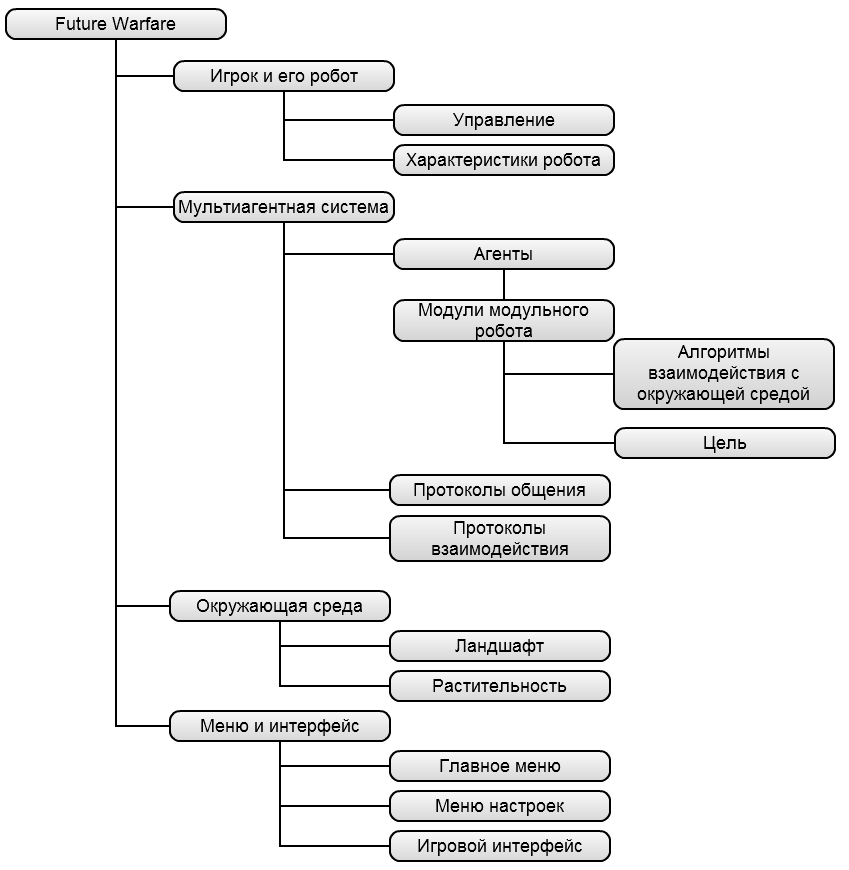 Future Warfare
Игрок и его робот
Управление
Характеристики робота
Мультиагентная система
Агенты
Модули модульного
робота
Алгоритмы
взаимодействия с
окружающей средой
Цель
Протоколы общения
Протоколы
взаимодействия
Окружающая среда
Ландшафт
Растительность
Меню и интерфейс
Главное меню
Меню настроек
Игровой интерфейс